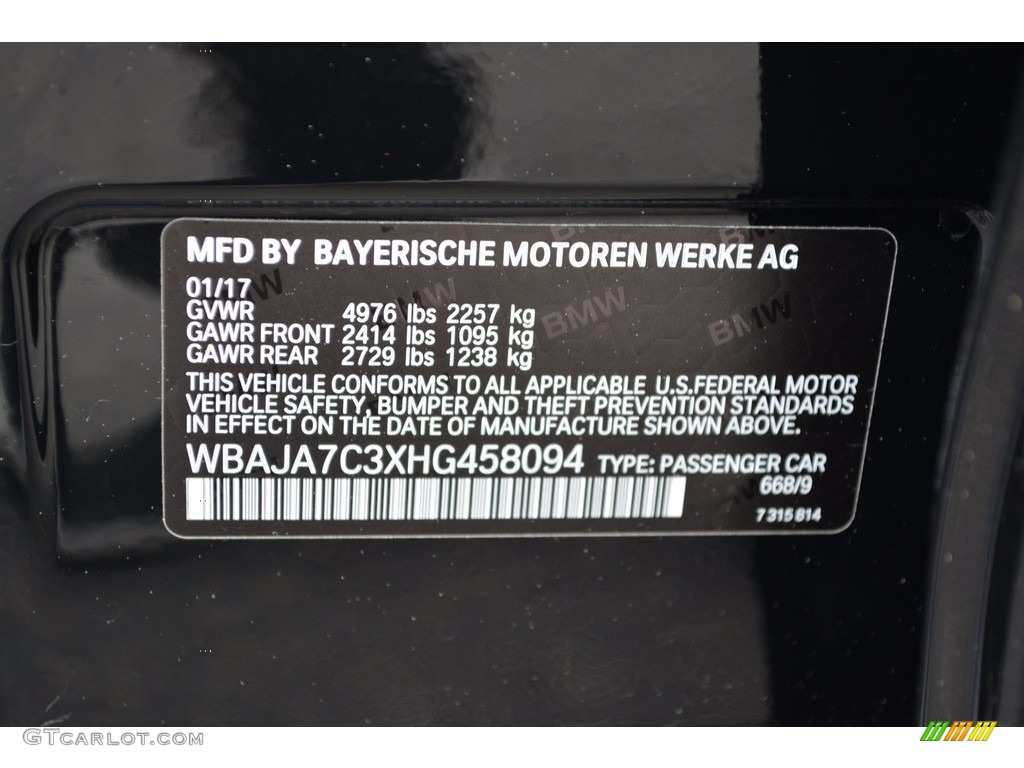 MFD BY BAYERISCHE MOTOREN WERKE AG
01/17
GVWR 4976 lbs 2257 kg
GAWR FRONT 2414 lbs 1095 kg
GAWR REAR 2729 lbs 1238 kg
THIS VEHICLE CONFORMS TO ALL APPLICABLE U.S.FEDERAL MOTOR
VEHICLE SAFETY, BUMPER AND THEFT PREVENTION STANDARDS
IN EFFECT ON THE DATE OF MANUFACTURE SHOWN ABOVE.
WBAJA7C3XHG458094 TYPE: PASSENGER CAR
668/9
7 315 814
BMW BMW BMW
GTCARLOT.COM